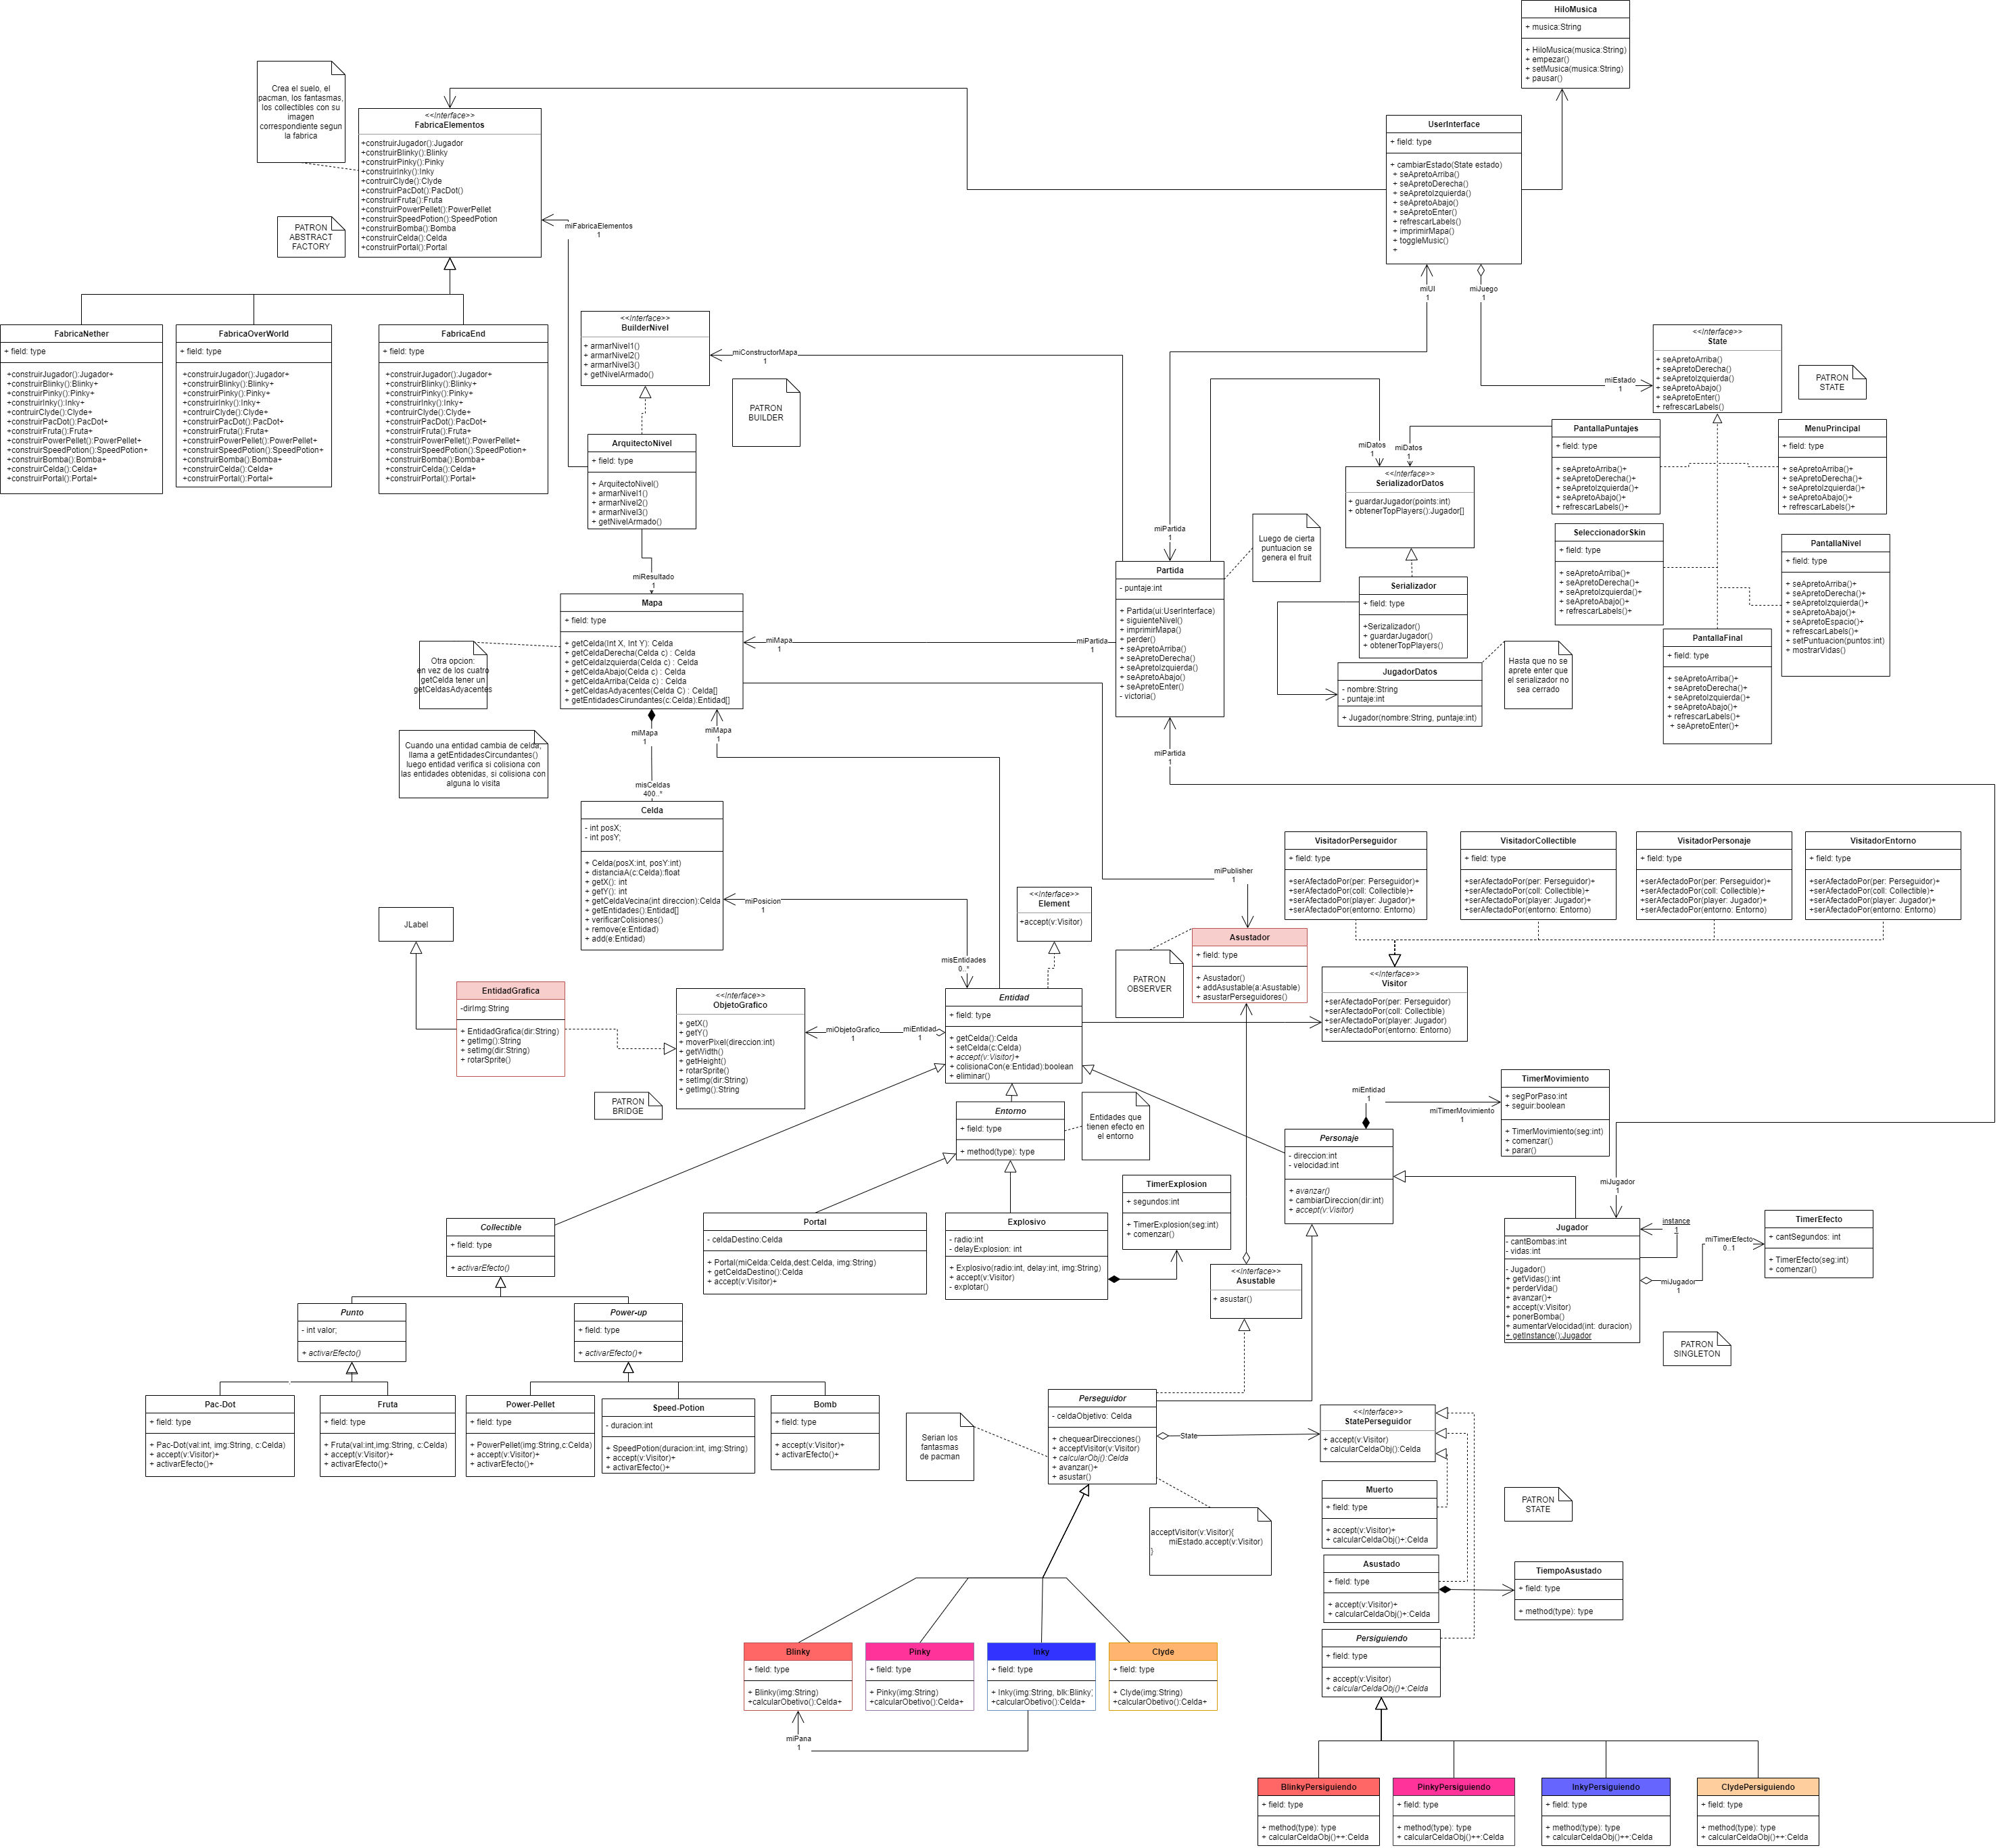 HiloMusica
+ musica:String
+ HiloMusica(musica:String)
+ empezar()
+ setMusica(musica:String)
+ pausar()
Crea el suelo, el
pacman, los fantasmas,
los collectibles con su
imagen
correspondiente segun
la fabrica
<<Interface>>
FabricaElementos
+construirJugador():Jugador
+construirBlinky():Blinky
+construirPinky():Pinky
+construirInky():Inky
+contruirClyde():Clyde
+construirPacDot():PacDot()
+construirFruta():Fruta
+construirPowerPellet():PowerPellet
+construirSpeedPotion():SpeedPotion
+construirBomba():Bomba
+construirCelda():Celda
+construirPortal():Portal
PATRON
ABSTRACT
FACTORY
miFabricaElementos
1
UserInterface
+ field: type
+ cambiarEstado(State estado)
+ seApretoArriba()
+ seApretoDerecha()
+ seApretoIzquierda()
+ seApretoAbajo()
+ seApretoEnter()
+ refrescarLabels()
+ imprimirMapa()
+ toggleMusic()
+
miUI
1
miJuego
1
FabricaNether
+ field: type
+construirJugador():Jugador+
+construirBlinky():Blinky+
+construirPinky():Pinky+
+construirInky():Inky+
+contruirClyde():Clyde+
+construirPacDot():PacDot+
+construirFruta():Fruta+
+construirPowerPellet():PowerPellet+
+construirSpeedPotion():SpeedPotion+
+construirBomba():Bomba+
+construirCelda():Celda+
+construirPortal():Portal+
FabricaOverWorld
+ field: type
+construirJugador():Jugador+
+construirBlinky():Blinky+
+construirPinky():Pinky+
+construirInky():Inky+
+contruirClyde():Clyde+
+construirPacDot():PacDot+
+construirFruta():Fruta+
+construirPowerPellet():PowerPellet+
+construirSpeedPotion():SpeedPotion+
+construirBomba():Bomba+
+construirCelda():Celda+
+construirPortal():Portal+
FabricaEnd
+ field: type
+construirJugador():Jugador+
+construirBlinky():Blinky+
+construirPinky():Pinky+
+construirInky():Inky+
+contruirClyde():Clyde+
+construirPacDot():PacDot+
+construirFruta():Fruta+
+construirPowerPellet():PowerPellet+
+construirSpeedPotion():SpeedPotion+
+construirBomba():Bomba+
+construirCelda():Celda+
+construirPortal():Portal+
<<Interface>>
BuilderNivel
+ armarNivel1()
+ armarNivel2()
+ armarNivel3()
+ getNivelArmado()
miConstructorMapa
1
PATRON
BUILDER
ArquitectoNivel
+ field: type
+ ArquitectoNivel()
+ armarNivel1()
+ armarNivel2()
+ armarNivel3()
+ getNivelArmado()
miResultado
1
<<Interface>>
State
+ seApretoArriba()
+ seApretoDerecha()
+ seApretoIzquierda()
+ seApretoAbajo()
+ seApretoEnter()
+ refrescarLabels()
miEstado
1
PATRON
STATE
PantallaPuntajes
+ field: type
+ seApretoArriba()+
+ seApretoDerecha()+
+ seApretoIzquierda()+
+ seApretoAbajo()+
+ refrescarLabels()+
MenuPrincipal
+ field: type
+ seApretoArriba()+
+ seApretoDerecha()+
+ seApretoIzquierda()+
+ seApretoAbajo()+
+ refrescarLabels()+
SeleccionadorSkin
+ field: type
+ seApretoArriba()+
+ seApretoDerecha()+
+ seApretoIzquierda()+
+ seApretoAbajo()+
+ refrescarLabels()+
PantallaNivel
+ field: type
+ seApretoArriba()+
+ seApretoDerecha()+
+ seApretoIzquierda()+
+ seApretoAbajo()+
+ seApretoEspacio()+
+ refrescarLabels()+
+ setPuntuacion(puntos:int)
+ mostrarVidas()
PantallaFinal
+ field: type
+ seApretoArriba()+
+ seApretoDerecha()+
+ seApretoIzquierda()+
+ seApretoAbajo()+
+ refrescarLabels()+
+ seApretoEnter()+
miDatos
1
miDatos
1
<<Interface>>
SerializadorDatos
+ guardarJugador(points:int)
+ obtenerTopPlayers():Jugador[]
Serializador
+ field: type
+Serizalizador()
+ guardarJugador()
+ obtenerTopPlayers()
JugadorDatos
- nombre:String
- puntaje:int
+ Jugador(nombre:String, puntaje:int)
Hasta que no se
aprete enter que
el serializador no
sea cerrado
Luego de cierta
puntuacion se
genera el fruit
miPartida
1
Partida
- puntaje:int
+ Partida(ui:UserInterface)
+ siguienteNivel()
+ imprimirMapa()
+ perder()
+ seApretoArriba()
+ seApretoDerecha()
+ seApretoIzquierda()
+ seApretoAbajo()
+ seApretoEnter()
- victoria()
miPartida
1
miPartida
1
miMapa
1
Mapa
+ field: type
+ getCelda(Int X, Int Y): Celda
+ getCeldaDerecha(Celda c) : Celda
+ getCeldaIzquierda(Celda c) : Celda
+ getCeldaAbajo(Celda c) : Celda
+ getCeldaArriba(Celda c) : Celda
+ getCeldasAdyacentes(Celda C) : Celda[]
+ getEntidadesCirundantes(c:Celda):Entidad[]
Otra opcion:
en vez de los cuatro
getCelda tener un
getCeldasAdyacentes
Cuando una entidad cambia de celda,
llama a getEntidadesCircundantes()
luego entidad verifica si colisiona con
las entidades obtenidas, si colisiona con
alguna lo visita
miMapa
1
miMapa
1
misCeldas
400..*
Celda
- int posX;
- int posY;
+ Celda(posX:int, posY:int)
+ distanciaA(c:Celda):float
+ getX(): int
+ getY(): int
+ getCeldaVecina(int direccion):Celda
+ getEntidades():Entidad[]
+ verificarColisiones()
+ remove(e:Entidad)
+ add(e:Entidad)
miPosicion
1
misEntidades
0..*
<<Interface>>
Element
+accept(v:Visitor)
miPublisher
1
Asustador
+ field: type
+ Asustador()
+ addAsustable(a:Asustable)
+ asustarPerseguidores()
PATRON
OBSERVER
VisitadorPerseguidor
+ field: type
+serAfectadoPor(per: Perseguidor)+
+serAfectadoPor(coll: Collectible)+
+serAfectadoPor(player: Jugador)+
+serAfectadoPor(entorno: Entorno)
VisitadorCollectible
+ field: type
+serAfectadoPor(per: Perseguidor)+
+serAfectadoPor(coll: Collectible)+
+serAfectadoPor(player: Jugador)+
+serAfectadoPor(entorno: Entorno)
VisitadorPersonaje
+ field: type
+serAfectadoPor(per: Perseguidor)+
+serAfectadoPor(coll: Collectible)+
+serAfectadoPor(player: Jugador)+
+serAfectadoPor(entorno: Entorno)
VisitadorEntorno
+ field: type
+serAfectadoPor(per: Perseguidor)+
+serAfectadoPor(coll: Collectible)+
+serAfectadoPor(player: Jugador)+
+serAfectadoPor(entorno: Entorno)
<<Interface>>
Visitor
+serAfectadoPor(per: Perseguidor)
+serAfectadoPor(coll: Collectible)
+serAfectadoPor(player: Jugador)
+serAfectadoPor(entorno: Entorno)
JLabel
EntidadGrafica
-dirImg:String
+ EntidadGrafica(dir:String)
+ getImg():String
+ setImg(dir:String)
+ rotarSprite()
<<Interface>>
ObjetoGrafico
+ getX()
+ getY()
+ moverPixel(direccion:int)
+ getWidth()
+ getHeight()
+ rotarSprite()
+ setImg(dir:String)
+ getImg():String
PATRON
BRIDGE
miObjetoGrafico
1
miEntidad
1
Entidad
+ field: type
+ getCelda():Celda
+ setCelda(c:Celda)
+ accept(v:Visitor)+
+ colisionaCon(e:Entidad):boolean
+ eliminar()
Entorno
+ field: type
+ method(type): type
Entidades que
tienen efecto en
el entorno
miEntidad
1
miTimerMovimiento
1
TimerMovimiento
+ segPorPaso:int
+ seguir:boolean
+ TimerMovimiento(seg:int)
+ comenzar()
+ parar()
Personaje
- direccion:int
- velocidad:int
+ avanzar()
+ cambiarDireccion(dir:int)
+ accept(v:Visitor)
miJugador
1
Jugador
- cantBombas:int
- vidas:int
- Jugador()
+ getVidas():int
+ perderVida()
+ avanzar()+
+ accept(v:Visitor)
+ ponerBomba()
+ aumentarVelocidad(int: duracion)
+ getInstance():Jugador
instance
1
miTimerEfecto
0..1
miJugador
1
TimerEfecto
+ cantSegundos: int
+ TimerEfecto(seg:int)
+ comenzar()
PATRON
SINGLETON
Portal
- celdaDestino:Celda
+ Portal(miCelda:Celda,dest:Celda, img:String)
+ getCeldaDestino():Celda
+ accept(v:Visitor)+
Explosivo
- radio:int
- delayExplosion: int
+ Explosivo(radio:int, delay:int, img:String)
+ accept(v:Visitor)
- explotar()
TimerExplosion
+ segundos:int
+ TimerExplosion(seg:int)
+ comenzar()
<<Interface>>
Asustable
+ asustar()
Collectible
+ field: type
+ activarEfecto()
Punto
- int valor;
+ activarEfecto()
Power-up
+ field: type
+ activarEfecto()+
Pac-Dot
+ field: type
+ Pac-Dot(val:int, img:String, c:Celda)
+ accept(v:Visitor)+
+ activarEfecto()+
Fruta
+ field: type
+ Fruta(val:int,img:String, c:Celda)
+ accept(v:Visitor)+
+ activarEfecto()+
Power-Pellet
+ field: type
+ PowerPellet(img:String,c:Celda)
+ accept(v:Visitor)+
+ activarEfecto()+
Speed-Potion
- duracion:int
+ SpeedPotion(duracion:int, img:String)
+ accept(v:Visitor)+
+ activarEfecto()+
Bomb
+ field: type
+ accept(v:Visitor)+
+ activarEfecto()+
Serian los
fantasmas
de pacman
Perseguidor
- celdaObjetivo: Celda
+ chequearDirecciones()
+ acceptVisitor(v:Visitor)
+ calcularObj():Celda
+ avanzar()+
+ asustar()
State
<<Interface>>
StatePerseguidor
+ accept(v:Visitor)
+ calcularCeldaObj():Celda
acceptVisitor(v:Visitor){
miEstado.accept(v:Visitor)
}
Muerto
+ field: type
+ accept(v:Visitor)+
+ calcularCeldaObj()+:Celda
PATRON
STATE
Asustado
+ field: type
+ accept(v:Visitor)+
+ calcularCeldaObj()+:Celda
TiempoAsustado
+ field: type
+ method(type): type
Persiguiendo
+ field: type
+ accept(v:Visitor)
+ calcularCeldaObj()+:Celda
Blinky
+ field: type
+ Blinky(img:String)
+calcularObetivo():Celda+
Pinky
+ field: type
+ Pinky(img:String)
+calcularObetivo():Celda+
Inky
+ field: type
+ Inky(img:String, blk:Blinky)
+calcularObetivo():Celda+
Clyde
+ field: type
+ Clyde(img:String)
+calcularObetivo():Celda+
miPana
1
BlinkyPersiguiendo
+ field: type
+ method(type): type
+ calcularCeldaObj()++:Celda
PinkyPersiguiendo
+ field: type
+ method(type): type
+ calcularCeldaObj()++:Celda
InkyPersiguiendo
+ field: type
+ method(type): type
+ calcularCeldaObj()++:Celda
ClydePersiguiendo
+ field: type
+ method(type): type
+ calcularCeldaObj()++:Celda